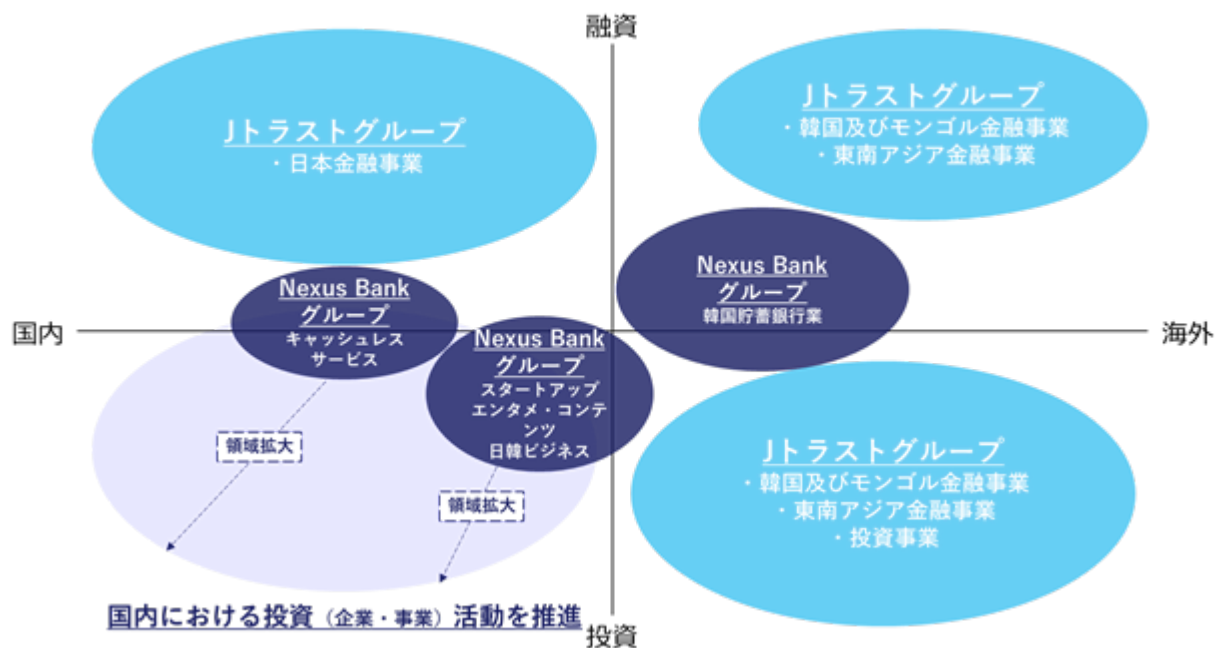 融資
Jトラストグループ
・日本金融事業
Jトラストグループ
・韓国及びモンゴル金融事業
・東南アジア金融事業
Nexus Bank
グループ
韓国貯蓄銀行業
Nexus Bank
グループ
キャッシュレス
サービス
国内
海外
Nexus Bank
グループ
スタートアップ
エンタメ・コンテ
ンツ
日韓ビジネス
領域拡大
領域拡大
Jトラストグループ
・韓国及びモンゴル金融事業
・東南アジア金融事業
・投資事業
国内における投資（企業・事業）活動を推進
投資